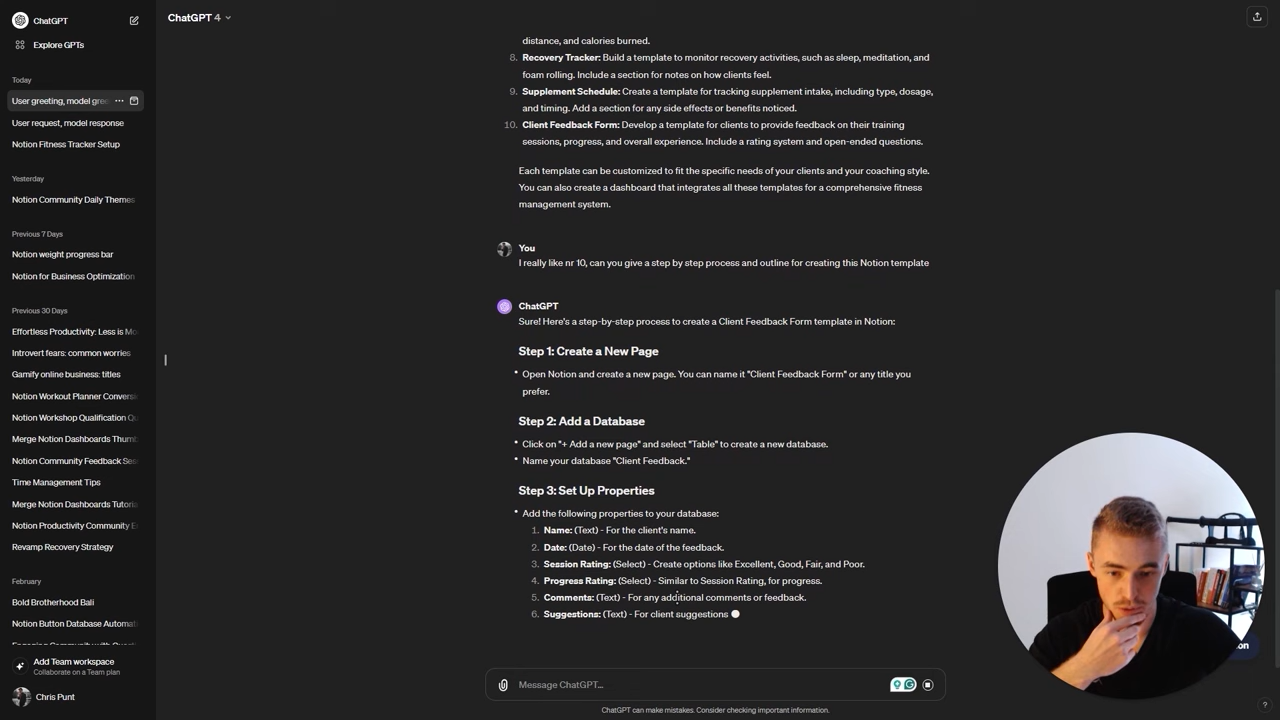 ChatGPT
Explore GPTs
Today
User greeting, model gree
User request, model response
Notion Fitness Tracker Setup
Yesterday
Notion Community Daily Themes
Previous 7 Days
Notion weight progress bar
Notion for Business Optimization
Previous 30 Days
Effortless Productivity: Less is Mo
Introvert fears: common worries
Gamify online business: titles
Notion Workout Planner Conversi
Notion Workshop Qualification Qu
Merge Notion Dashboards Thumb
Notion Community Feedback Ses
Time Management Tips
Merge Notion Dashboards Tutoria
Notion Productivity Community E
Revamp Recovery Strategy
February
Bold Brotherhood Bali
Notion Button Database Automat
Add Team workspace
Collaborate on a Team plan
Chris Punt
ChatGPT 4
distance, and calories burned.
8. Recovery Tracker: Build a template to monitor recovery activities, such as sleep, meditation, and
foam rolling. Include a section for notes on how clients feel.
9. Supplement Schedule: Create a template for tracking supplement intake, including type, dosage,
and timing. Add a section for any side effects or benefits noticed.
10. Client Feedback Form: Develop a template for clients to provide feedback on their training
sessions, progress, and overall experience. Include a rating system and open-ended questions.
Each template can be customized to fit the specific needs of your clients and your coaching style.
You can also create a dashboard that integrates all these templates for a comprehensive fitness
management system.
You
I really like nr 10, can you give a step by step process and outline for creating this Notion template
ChatGPT
Sure! Here's a step-by-step process to create a Client Feedback Form template in Notion:
Step 1: Create a New Page
• Open Notion and create a new page. You can name it "Client Feedback Form" or any title you
prefer.
Step 2: Add a Database
• Click on "+ Add a new page" and select "Table" to create a new database.
• Name your database "Client Feedback."
Step 3: Set Up Properties
• Add the following properties to your database:
1. Name: (Text) - For the client's name.
2. Date: (Date) - For the date of the feedback.
3. Session Rating: (Select) - Create options like Excellent, Good, Fair, and Poor.
4. Progress Rating: (Select) - Similar to Session Rating, for progress.
5. Comments: (Text) - For any additional comments or feedback.
6. Suggestions: (Text) - For client suggestions
Message ChatGPT...
ChatGPT can make mistakes. Consider checking important information.
?